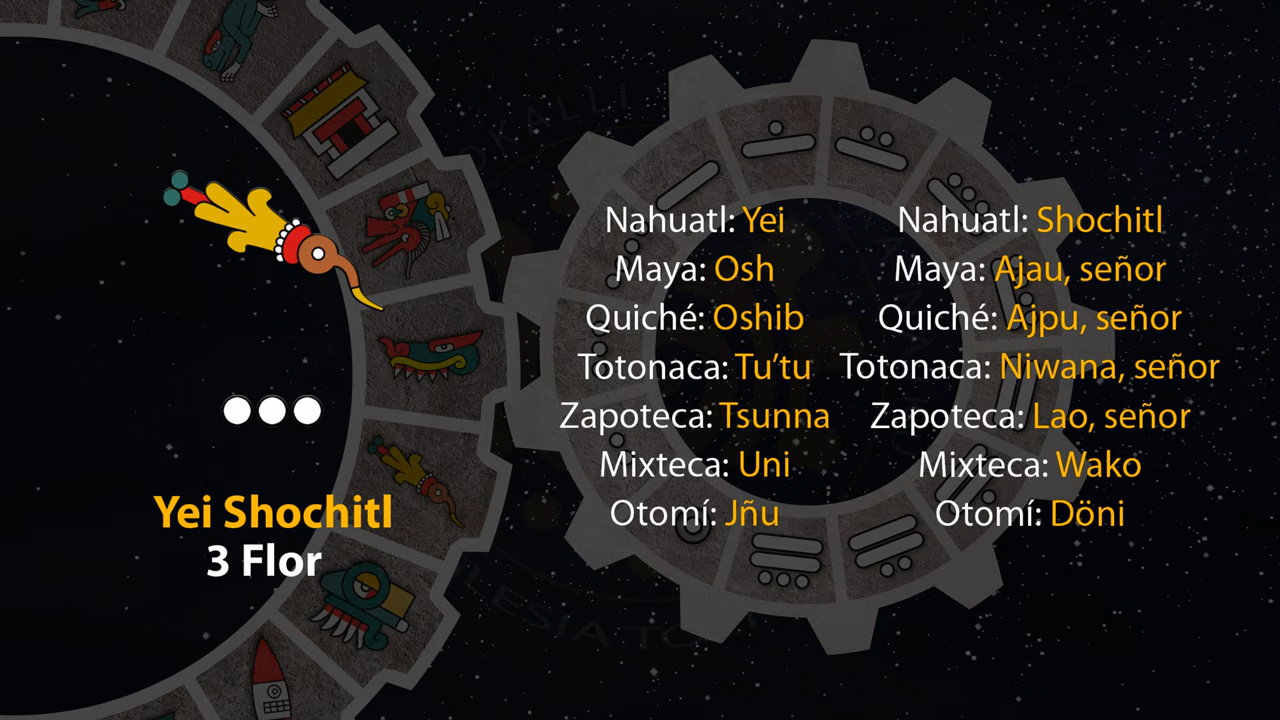 Yei Shochitl
3 Flor
Nahuatl: Yei
Maya: Osh
Quiché: Oshib
Totonaca: Tu’tu
Zapoteca: Tsunna
Mixteca: Uni
Otomí: Jñu
Nahuatl: Shochitl
Maya: Ajau, señor
Quiché: Ajpu, señor
Totonaca: Niwana, señor
Zapoteca: Lao, señor
Mixteca: Wako
Otomí: Döni